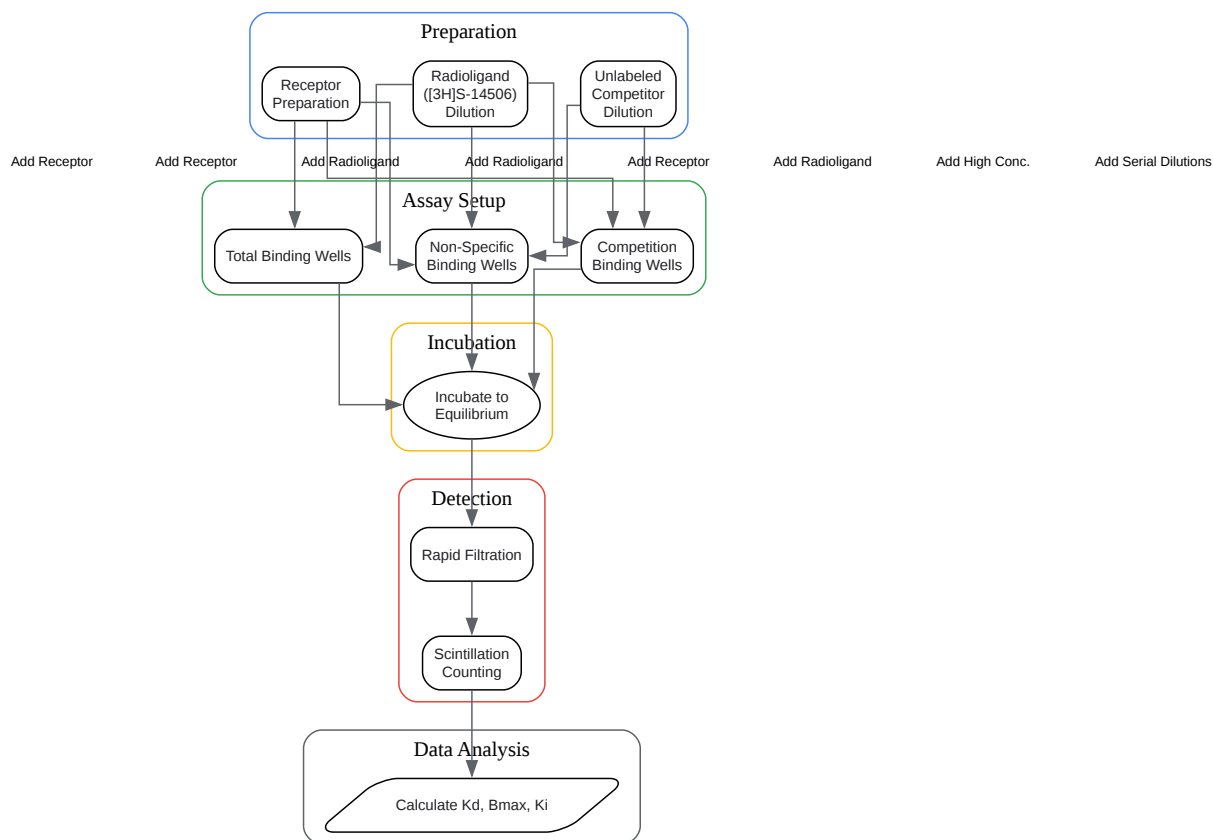 Preparation
Receptor
Preparation
Radioligand
([3H]S-14506)
Dilution
Unlabeled
Competitor
Dilution
Add Receptor
Add Receptor
Add Radioligand
Add Radioligand
Add Receptor
Add Radioligand
Add High Conc.
Add Serial Dilutions
Assay Setup
Total Binding Wells
Non-Specific
Binding Wells
Competition
Binding Wells
Incubation
Incubate to
Equilibrium
Detection
Rapid Filtration
Scintillation
Counting
Data Analysis
Calculate Kd, Bmax, Ki